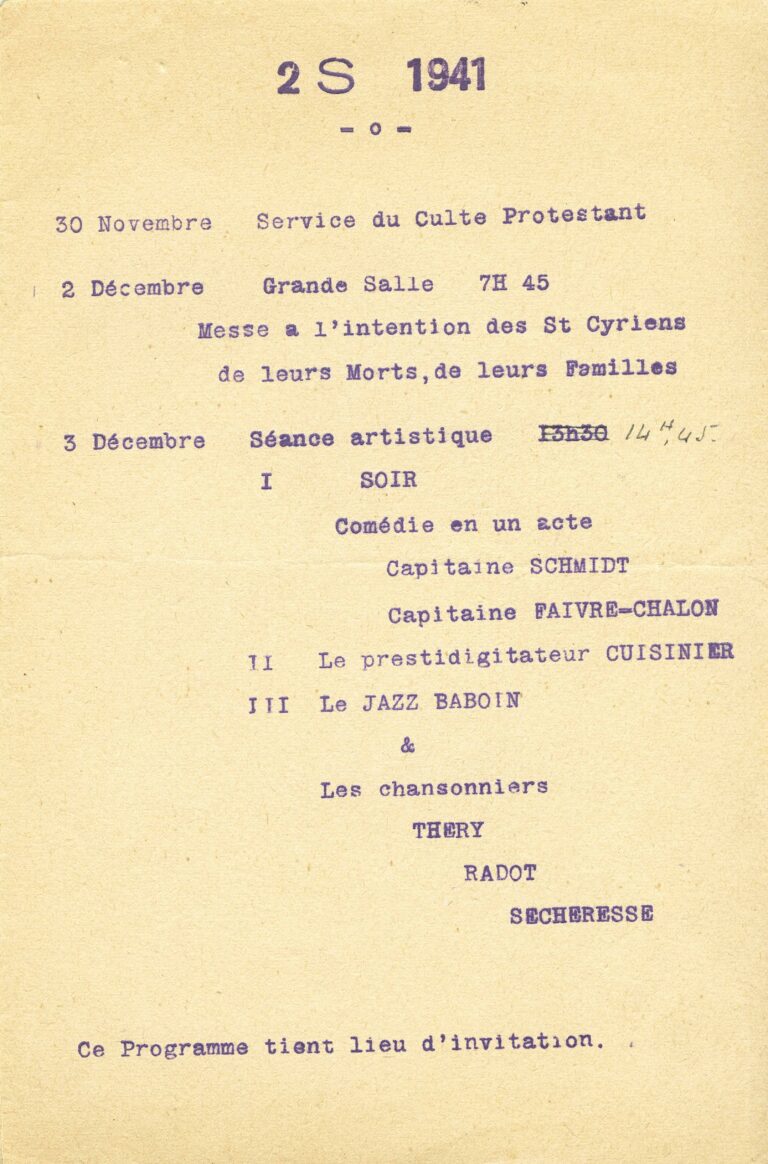 2 S 1941
- o -
30 Novembre Service du Culte Protestant
2 Décembre Grande Salle 7H 45
Messe a l'intention des St Cyriens
de leurs Morts, de leurs Familles
3 Décembre Séance artistique 13h30 14H,45.
I SOIR
Comédie en un acte
Capitaine SCHMIDT
Capitaine FAIVRE-CHALON
II Le prestidigitateur CUISINIER
III Le JAZZ BABOIN
&
Les chansonniers
THERY
RADOT
SECHERESSE
Ce Programme tient lieu d'invitation.